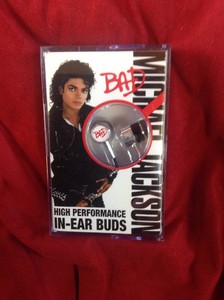 BAD
MICHAEL JACKSON
BAD
HIGH PERFORMANCE
IN-EAR BUDS